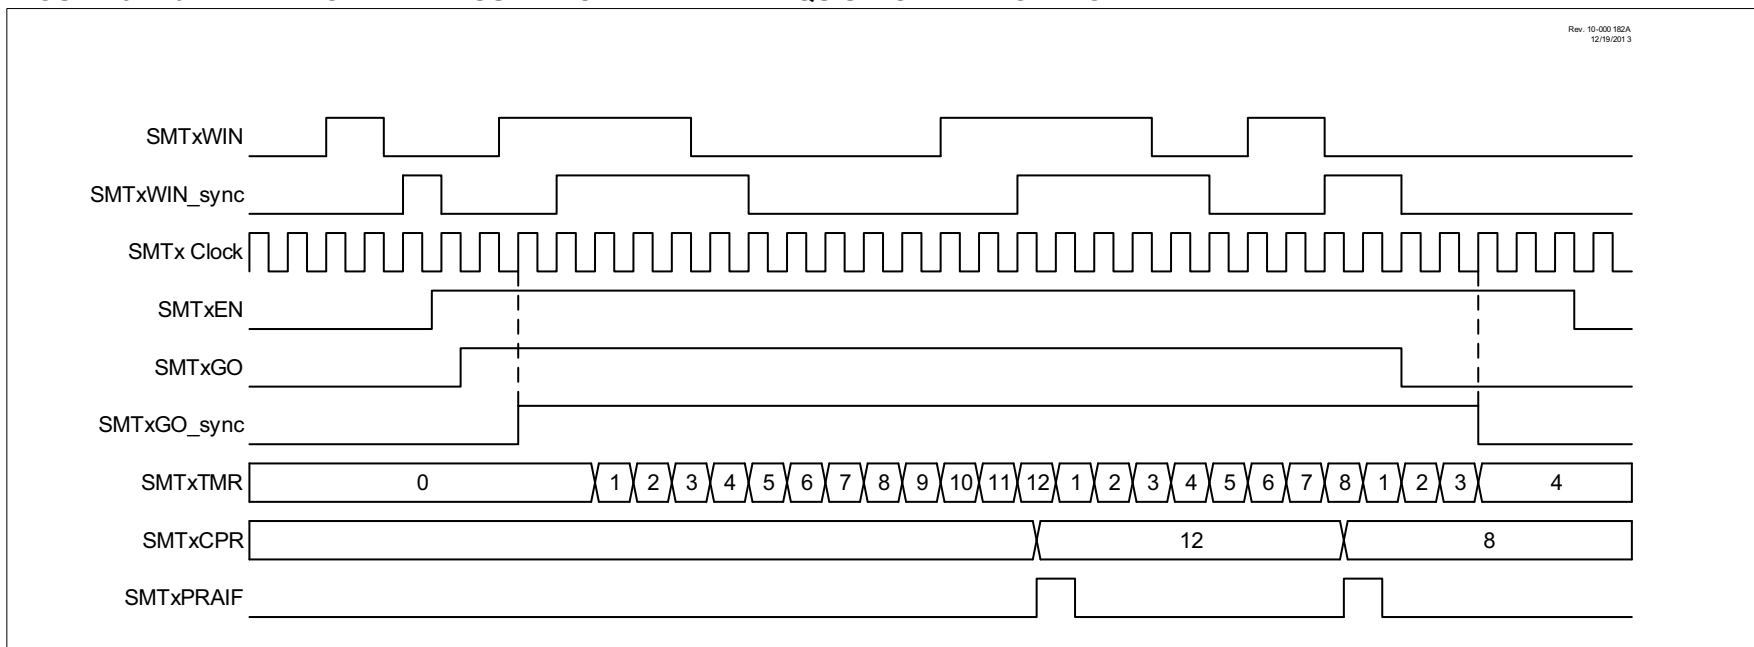 Rev. 10-000 182A
12/19/201 3
SMTxWIN
SMTxWIN_sync
SMTx Clock
SMTxEN
SMTxGO
SMTxGO_sync
SMTxTMR 0 1 2 3 4 5 6 7 8 9 10 11 12 1 2 3 4 5 6 7 8 1 2 3 4
SMTxCPR 12 8
SMTxPRAIF